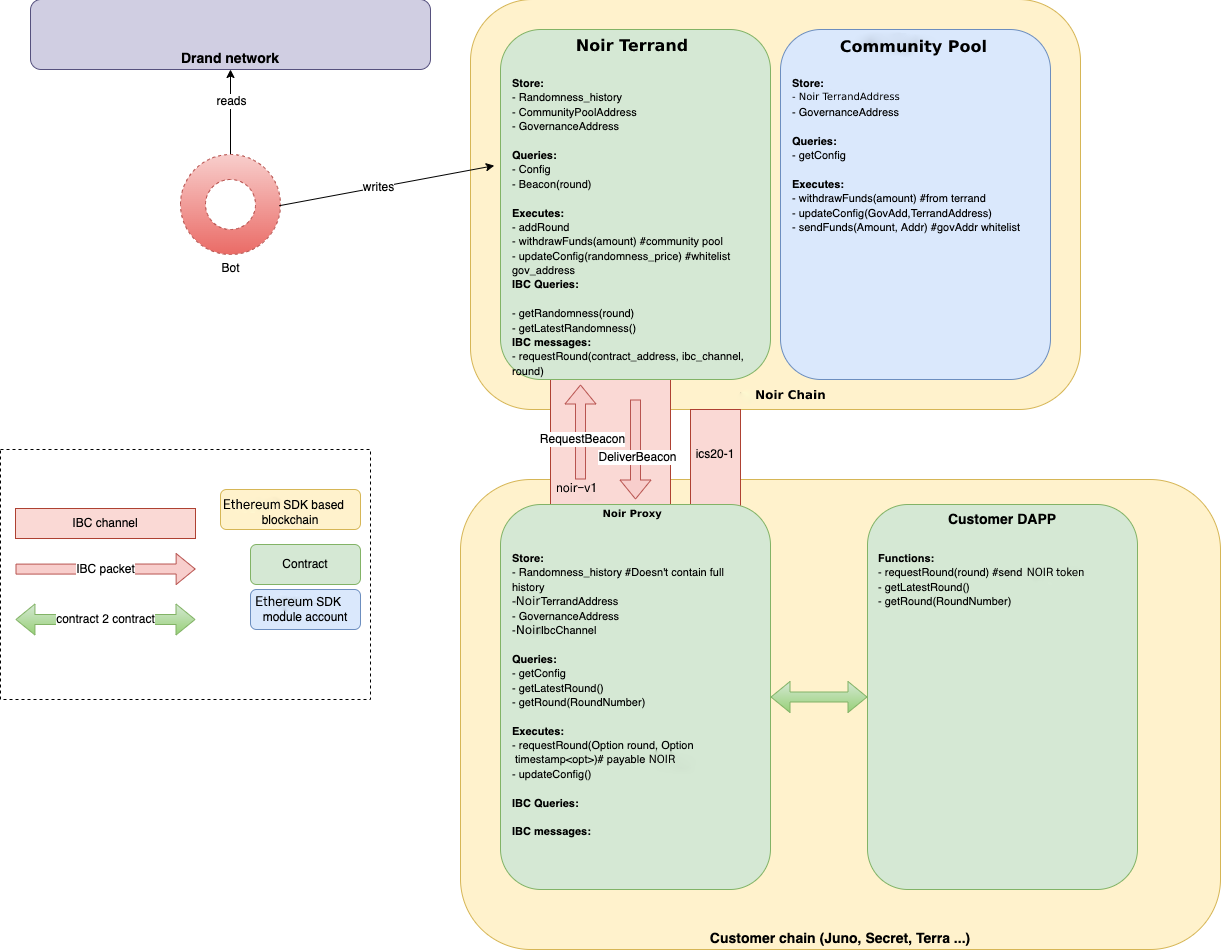 Drand network
reads
writes
Bot
Noir Terrand
Store:
- Randomness_history
- CommunityPoolAddress
- GovernanceAddress
Queries:
- Config
- Beacon(round)
Executes:
- addRound
- withdrawFunds(amount) #community pool
- updateConfig(randomness_price) #whitelist
gov_address
IBC Queries:
- getRandomness(round)
- getLatestRandomness()
IBC messages:
- requestRound(contract_address, ibc_channel,
round)
Community Pool
Store:
- Noir TerrandAddress
- GovernanceAddress
Queries:
- getConfig
Executes:
- withdrawFunds(amount) #from terrand
- updateConfig(GovAdd,TerrandAddress)
- sendFunds(Amount, Addr) #govAddr whitelist
Noir Chain
RequestBeacon
DeliverBeacon
noir-v1
ics20-1
IBC channel
IBC packet
contract 2 contract
Ethereum SDK based
blockchain
Contract
Ethereum SDK
module account
Noir Proxy
Store:
- Randomness_history #Doesn't contain full
history
-NoirTerrandAddress
- GovernanceAddress
-NoirIbcChannel
Queries:
- getConfig
- getLatestRound()
- getRound(RoundNumber)
Executes:
- requestRound(Option round, Option
timestamp<opt>)# payable NOIR
- updateConfig()
IBC Queries:
IBC messages:
Customer DAPP
Functions:
- requestRound(round) #send NOIR token
- getLatestRound()
- getRound(RoundNumber)
Customer chain (Juno, Secret, Terra ...)